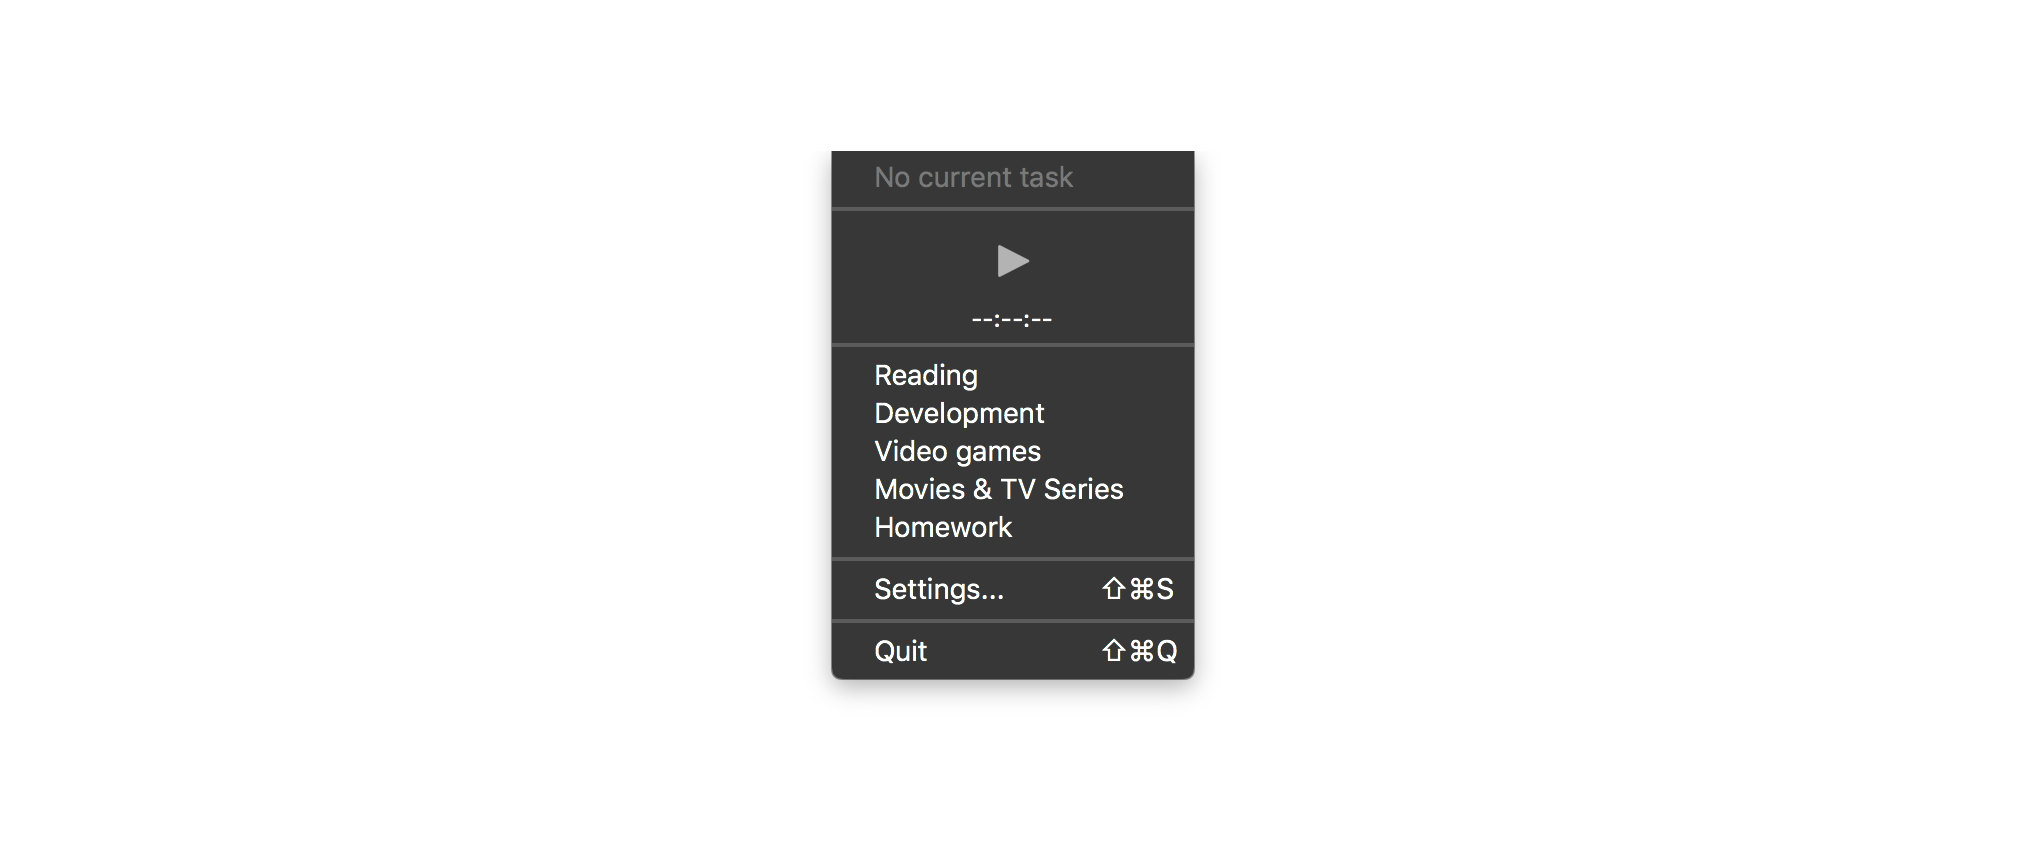 No current task
--:--:--
Reading
Development
Video games
Movies & TV Series
Homework
Settings... ⇧⌘S
Quit ⇧⌘Q